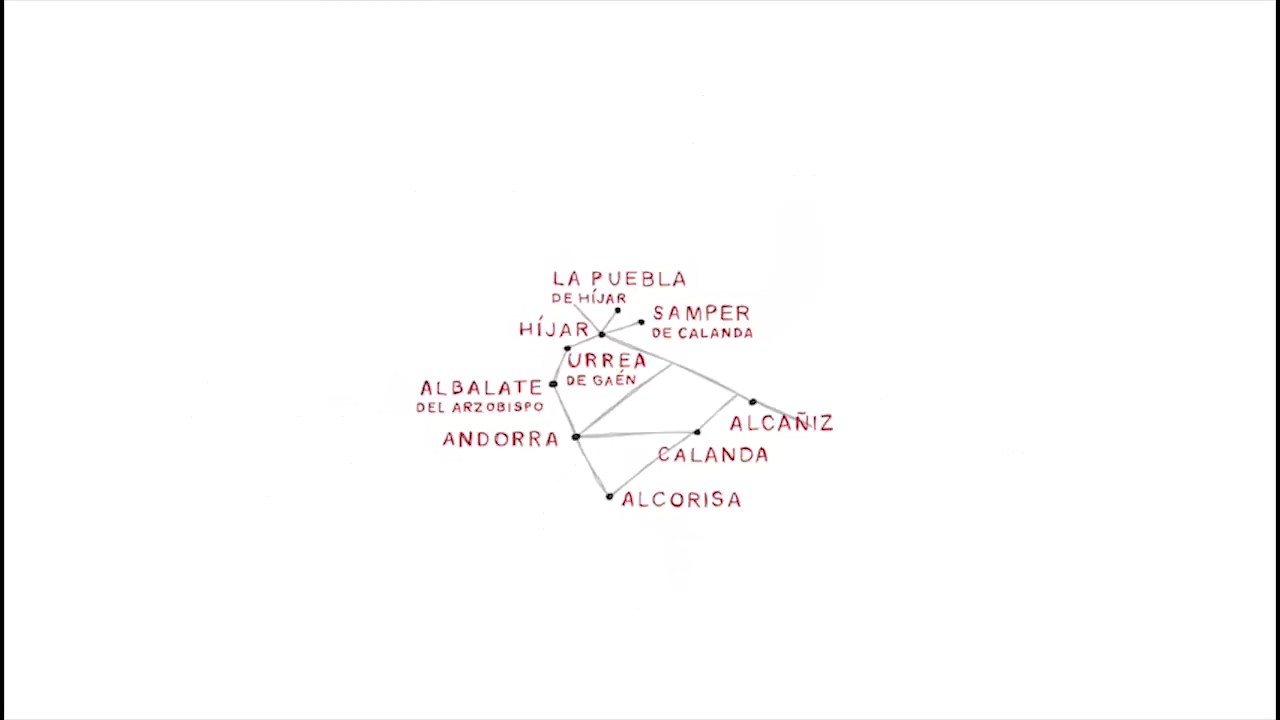 LA PUEBLA
DE HÍJAR
SAMPER
DE CALANDA
HÍJAR
URREA
DE GAÉN
ALBALATE
DEL ARZOBISPO
ALCAÑIZ
ANDORRA
CALANDA
ALCORISA